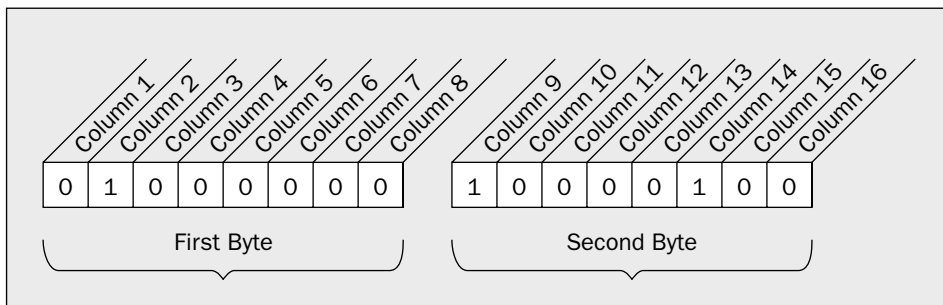 Column 1 Column 2 Column 3 Column 4 Column 5 Column 6 Column 7 Column 8 Column 9 Column 10 Column 11 Column 12 Column 13 Column 14 Column 15 Column 16
0 1 0 0 0 0 0 0 1 0 0 0 0 1 0 0
First Byte Second Byte